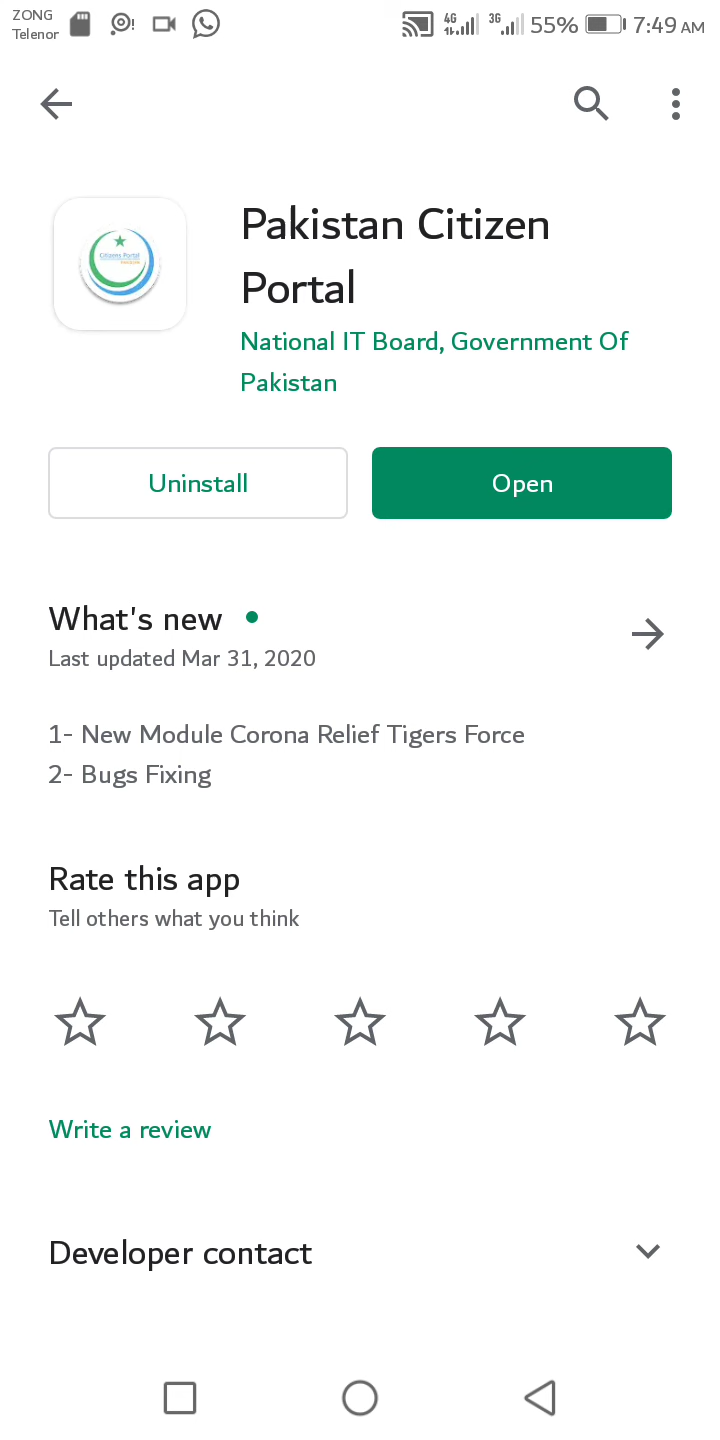 ZONG
Telenor
4G
3G
55%
7:49 AM
Citizens Portal
Pakistan Citizen
Portal
National IT Board, Government Of
Pakistan
Uninstall
Open
What's new
Last updated Mar 31, 2020
1- New Module Corona Relief Tigers Force
2- Bugs Fixing
Rate this app
Tell others what you think
Write a review
Developer contact